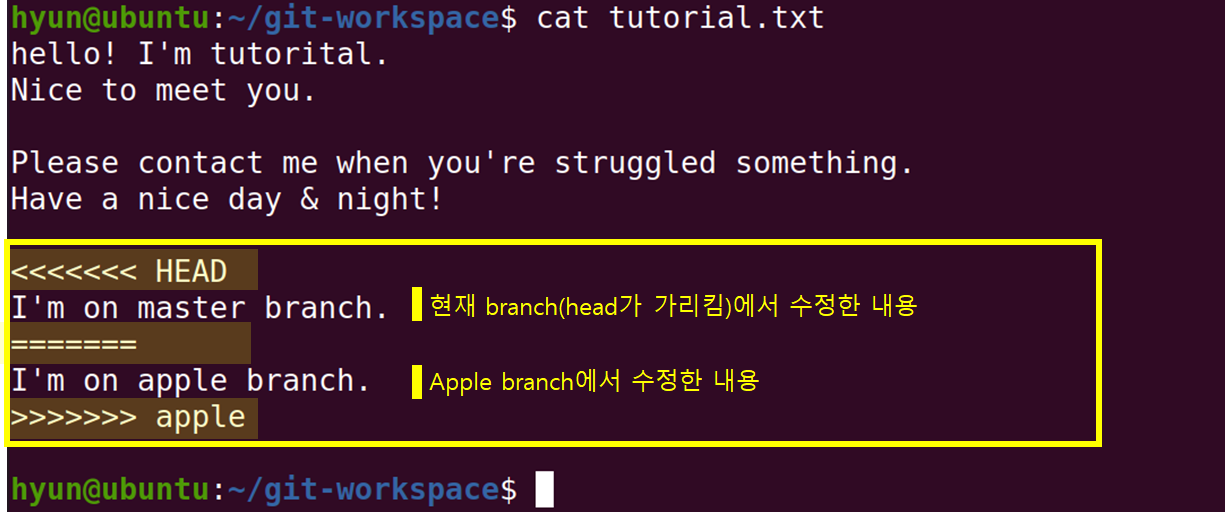 hyun@ubuntu:~/git-workspace$ cat tutorial.txt
hello! I'm tutorital.
Nice to meet you.
Please contact me when you're struggled something.
Have a nice day & night!
<<<<<<< HEAD
I'm on master branch. 현재 branch(head가 가리킴)에서 수정한 내용
=======
I'm on apple branch. Apple branch에서 수정한 내용
>>>>>>> apple
hyun@ubuntu:~/git-workspace$